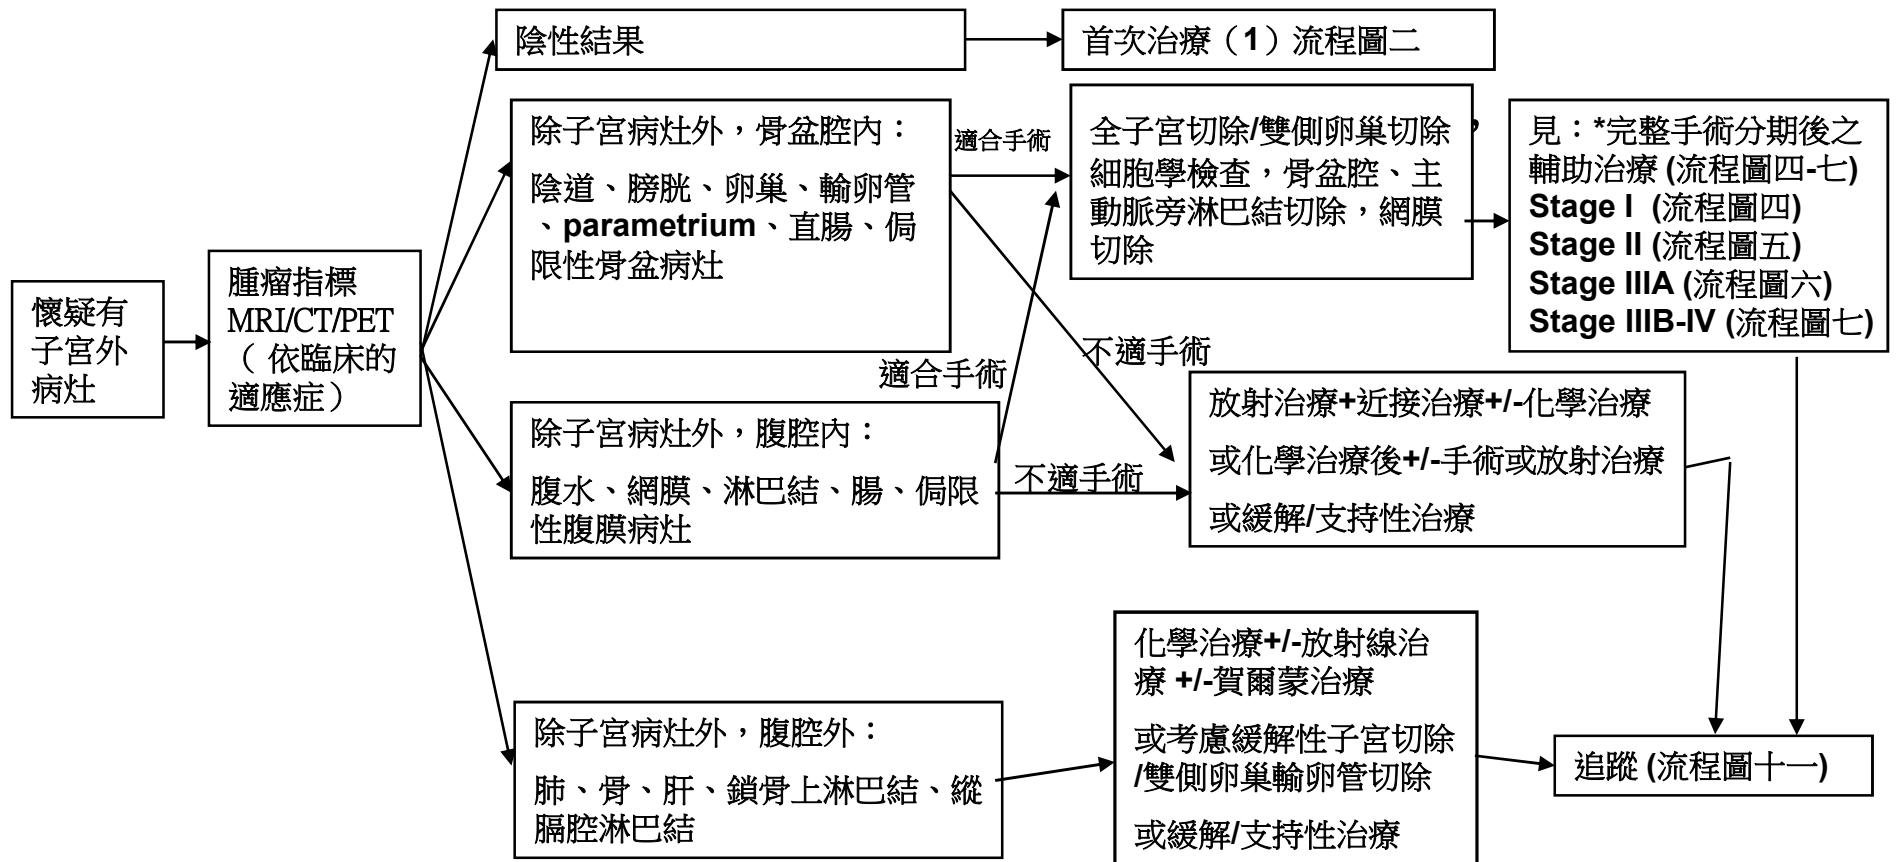 陰性結果
首次治療（1）流程圖二
除子宮病灶外，骨盆腔內：
陰道、膀胱、卵巢、輸卵管
、parametrium、直腸、侷
限性骨盆病灶
適合手術
全子宮切除/雙側卵巢切除，
細胞學檢查，骨盆腔、主
動脈旁淋巴結切除，網膜
切除
見：*完整手術分期後之
輔助治療 (流程圖四-七)
Stage I (流程圖四)
Stage II (流程圖五)
Stage IIIA (流程圖六)
Stage IIIB-IV (流程圖七)
懷疑有
子宮外
病灶
腫瘤指標
MRI/CT/PET
（ 依臨床的
適應症）
不適手術
適合手術
除子宮病灶外，腹腔內：
腹水、網膜、淋巴結、腸、侷限
性腹膜病灶
不適手術
放射治療+近接治療+/-化學治療
或化學治療後+/-手術或放射治療
或緩解/支持性治療
除子宮病灶外，腹腔外：
肺、骨、肝、鎖骨上淋巴結、縱
膈腔淋巴結
化學治療+/-放射線治
療 +/-賀爾蒙治療
或考慮緩解性子宮切除
/雙側卵巢輸卵管切除
或緩解/支持性治療
追蹤 (流程圖十一)